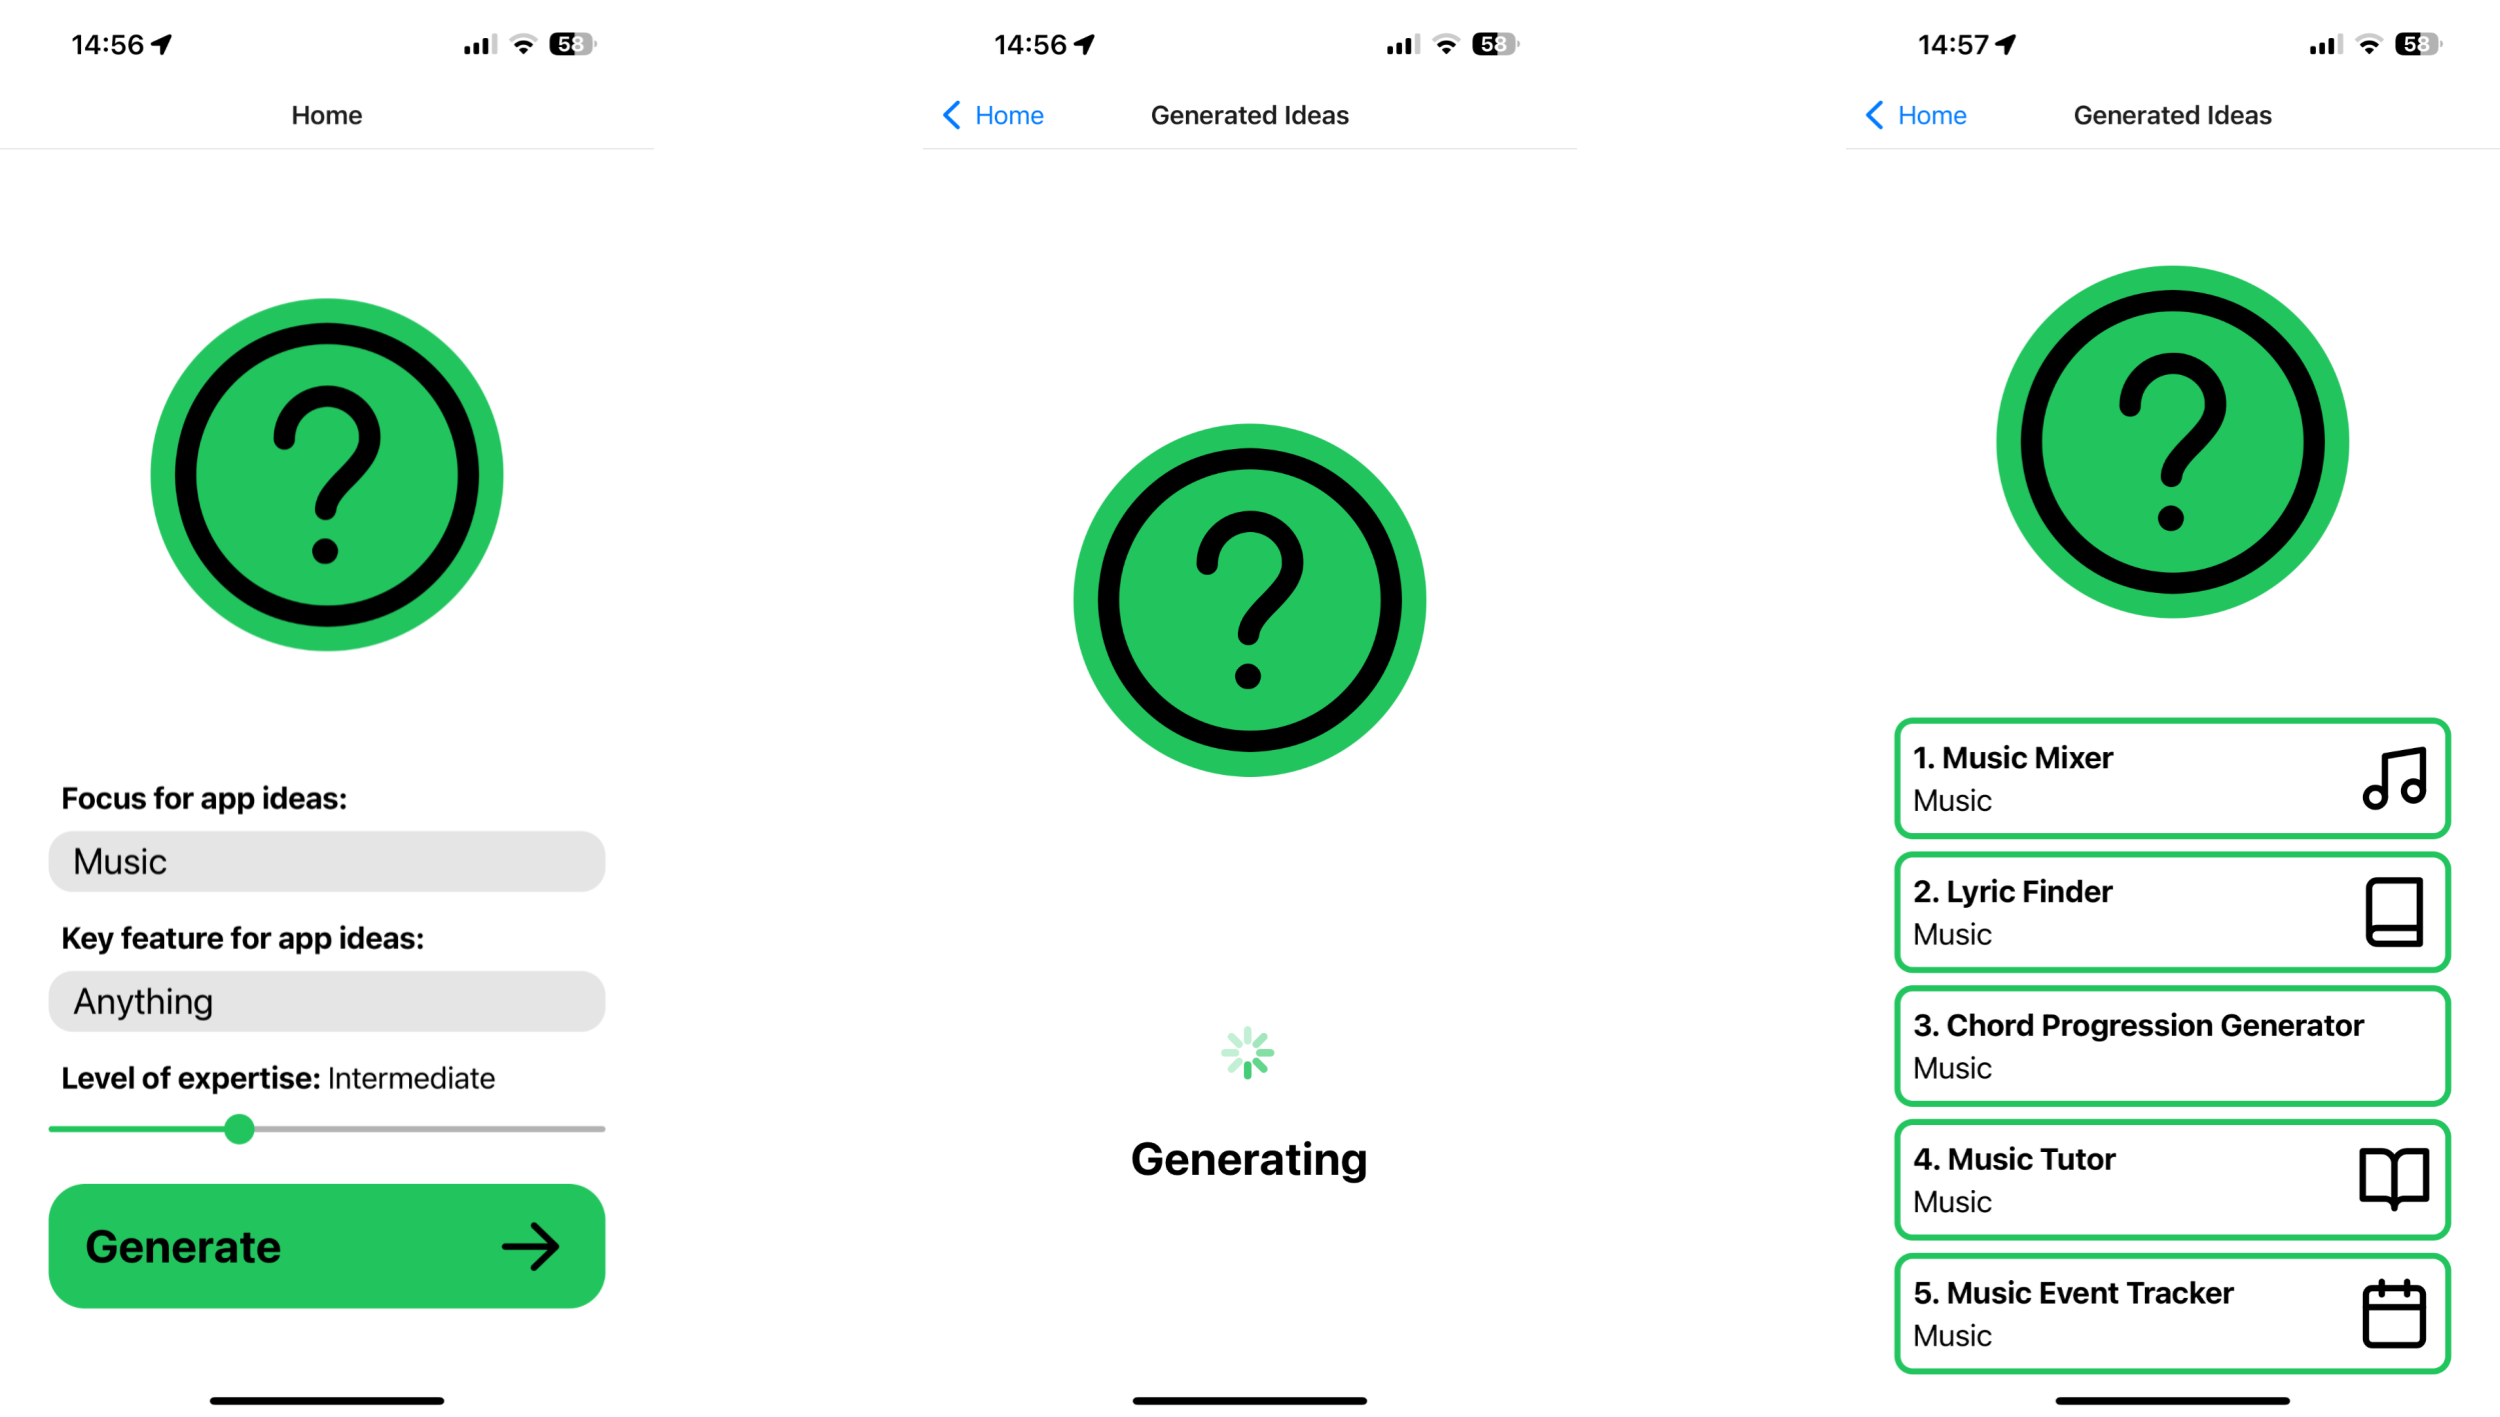 14:56
58
Home
?
Focus for app ideas:
Music
Key feature for app ideas:
Anything
Level of expertise: Intermediate
Generate
14:56
58
Home
Generated Ideas
?
Generating
14:57
58
Home
Generated Ideas
?
1. Music Mixer
Music
2. Lyric Finder
Music
3. Chord Progression Generator
Music
4. Music Tutor
Music
5. Music Event Tracker
Music